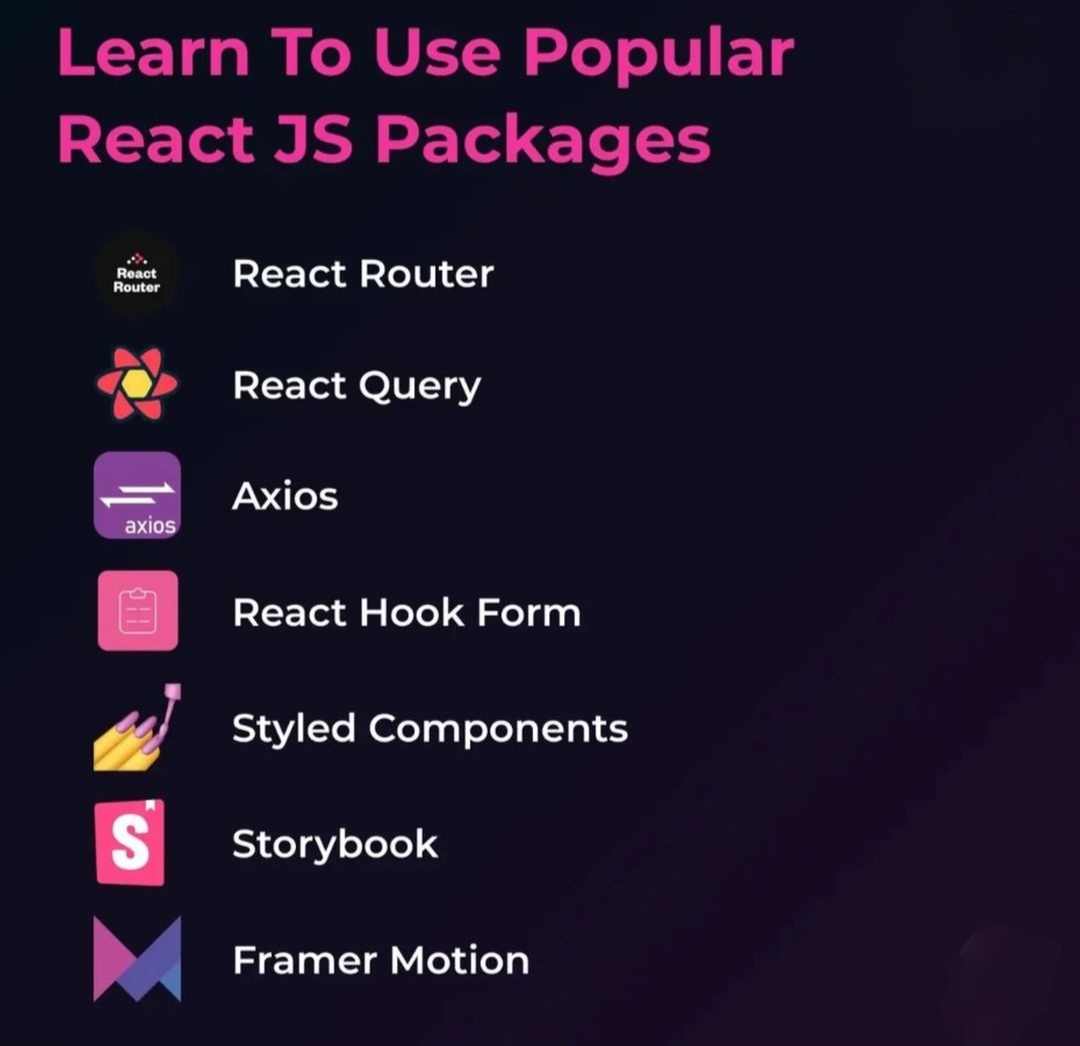 Learn To Use Popular
React JS Packages
React
Router
React Router
React Query
axios
Axios
React Hook Form
Styled Components
S
Storybook
Framer Motion